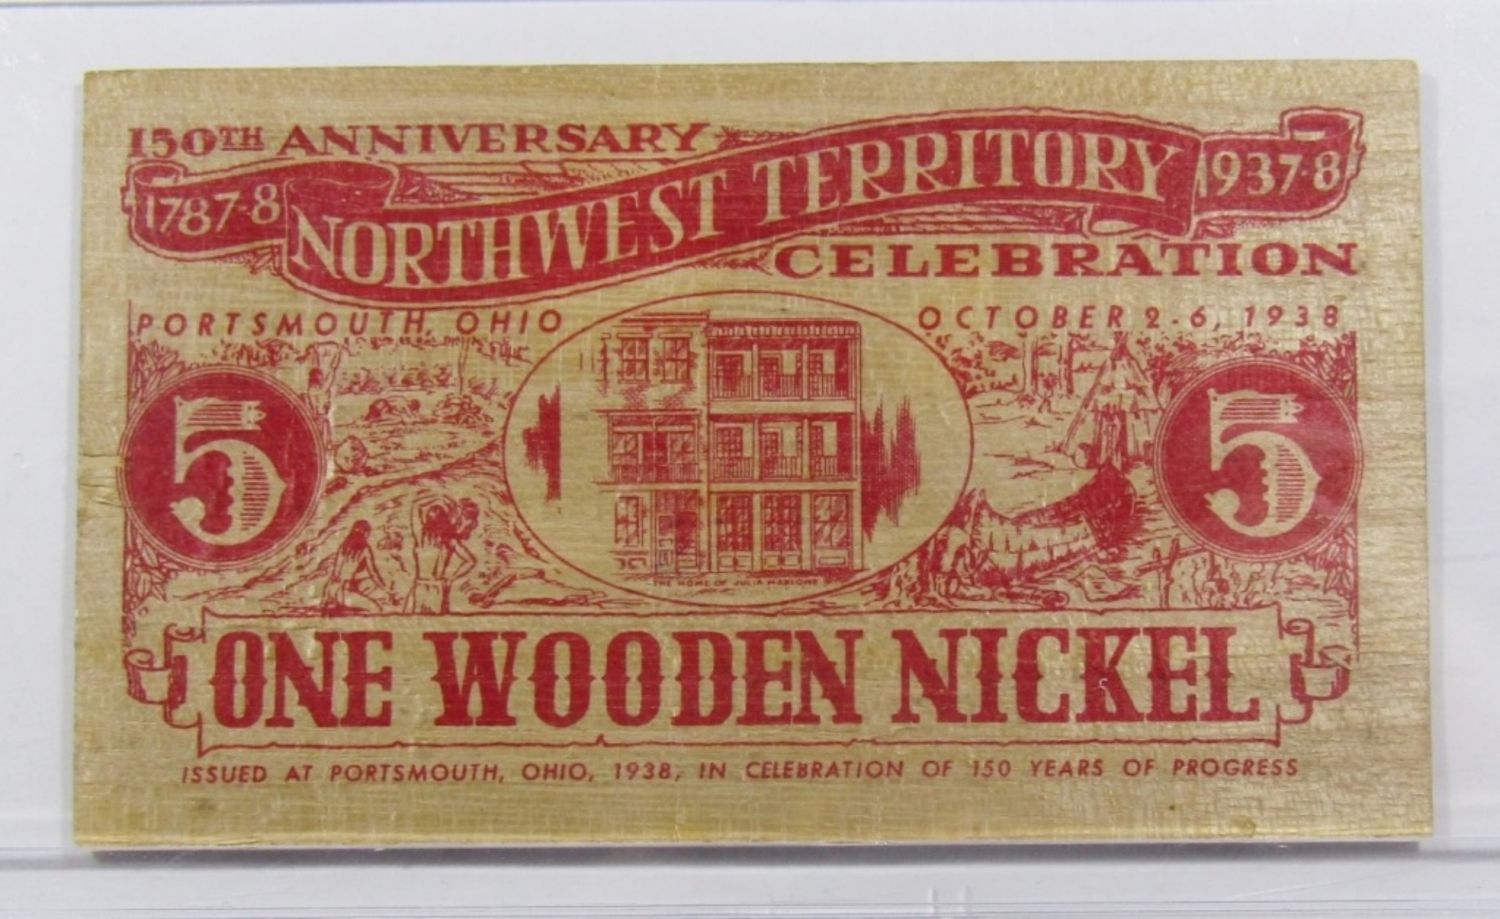 150TH ANNIVERSARY
1787-8 NORTHWEST TERRITORY 1937-8
CELEBRATION
PORTSMOUTH, OHIO OCTOBER 2-6, 1938
5 5
THE HOME OF JULIA MARLOWE
ONE WOODEN NICKEL
ISSUED AT PORTSMOUTH, OHIO, 1938, IN CELEBRATION OF 150 YEARS OF PROGRESS